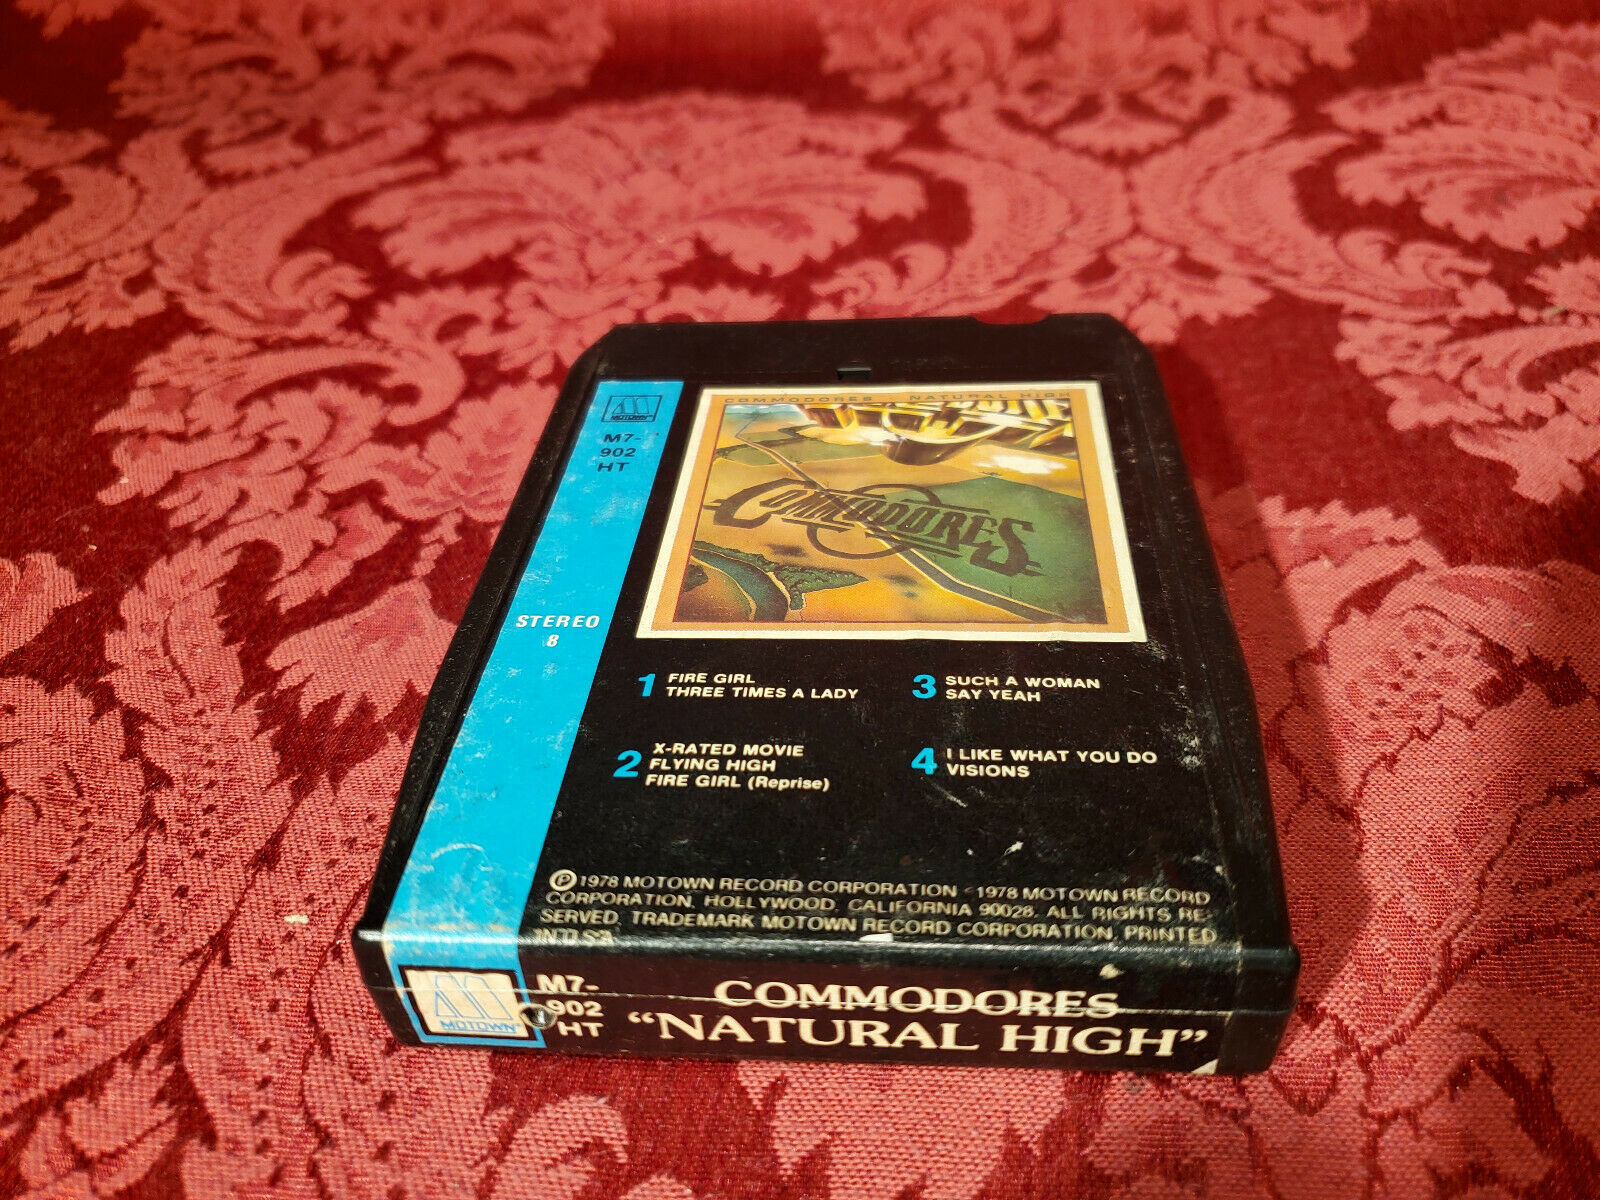 MOTOWN
M7-
902
HT
STEREO
8
COMMODORES NATURAL HIGH
COMMODORES
1 FIRE GIRL
THREE TIMES A LADY
2 X-RATED MOVIE
FLYING HIGH
FIRE GIRL (Reprise)
3 SUCH A WOMAN
SAY YEAH
4 I LIKE WHAT YOU DO
VISIONS
Ⓟ 1978 MOTOWN RECORD CORPORATION 1978 MOTOWN RECORD
CORPORATION, HOLLYWOOD, CALIFORNIA 90028. ALL RIGHTS RE-
SERVED. TRADEMARK MOTOWN RECORD CORPORATION. PRINTED
MOTOWN
M7-
902
HT
COMMODORES
"NATURAL HIGH"